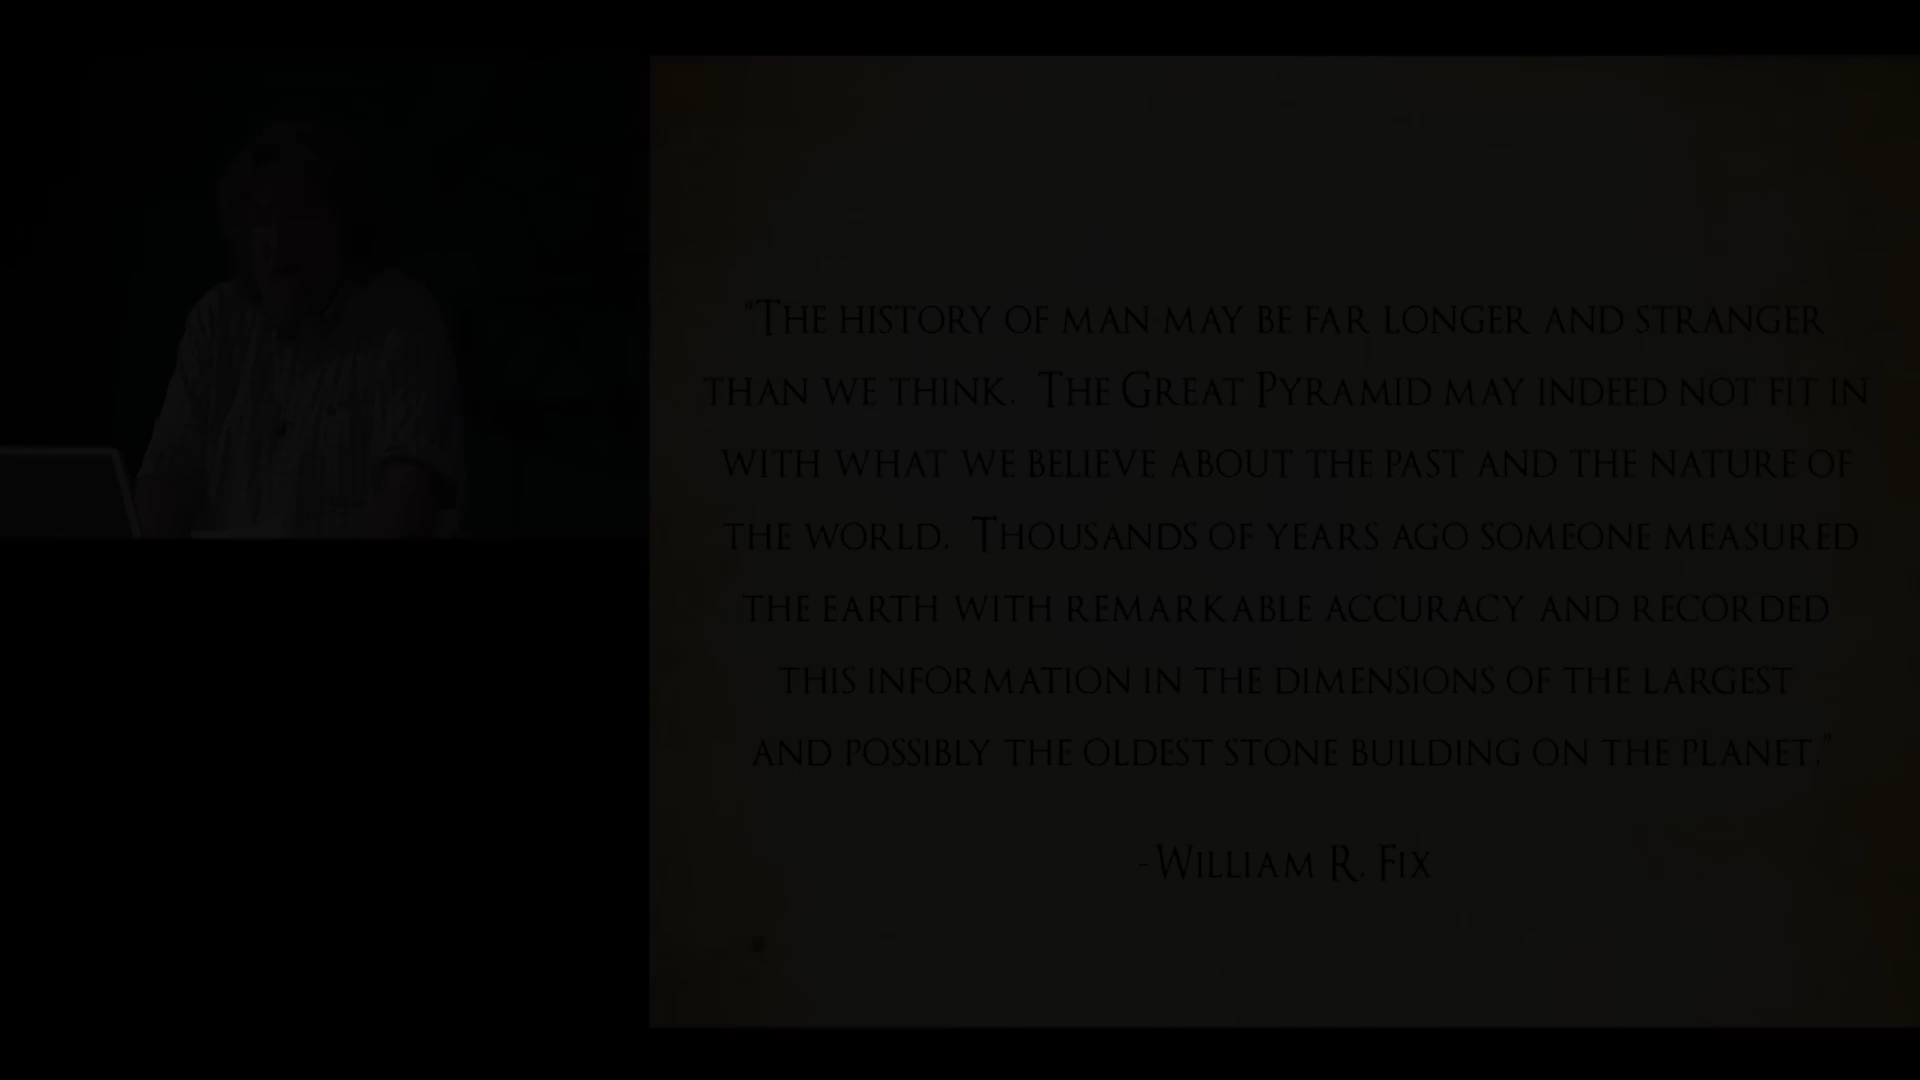 “The history of man may be far longer and stranger
than we think. The Great Pyramid may indeed not fit in
with what we believe about the past and the nature of
the world. Thousands of years ago someone measured
the earth with remarkable accuracy and recorded
this information in the dimensions of the largest
and possibly the oldest stone building on the planet.”
-William R. Fix